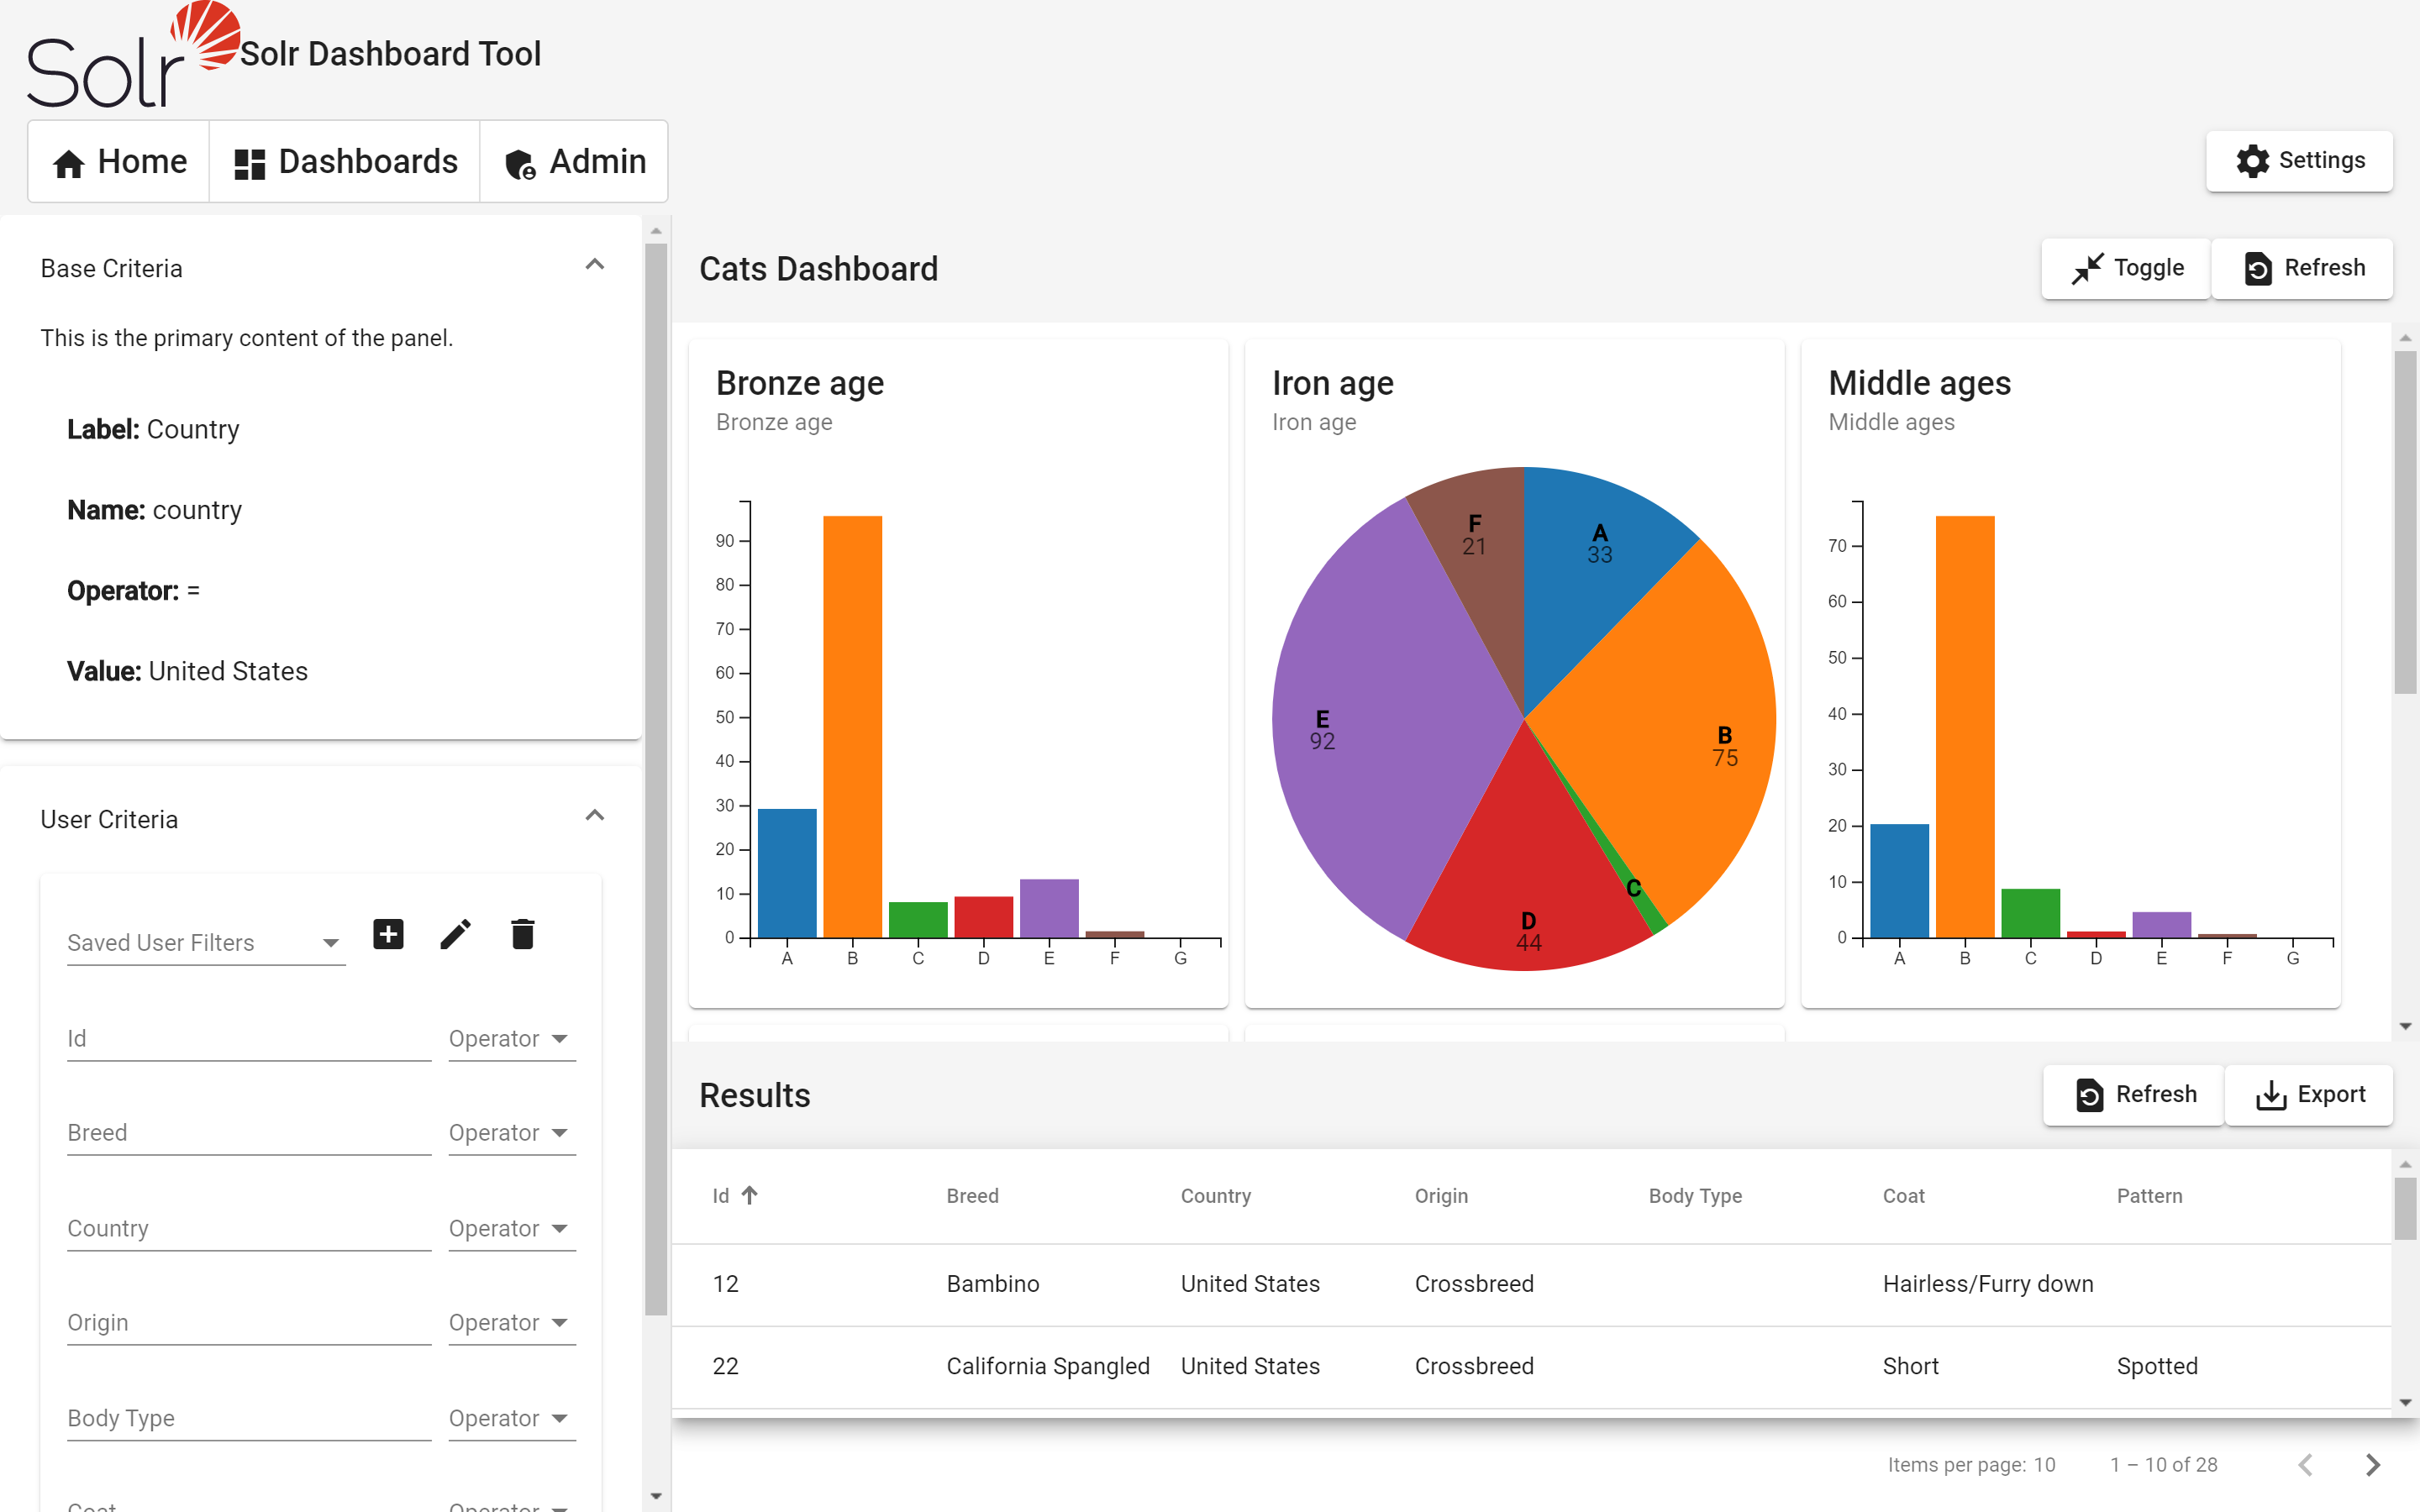 Solr
Solr Dashboard Tool
Home
Dashboards
Admin
Settings
Base Criteria
This is the primary content of the panel.
Label: Country
Name: country
Operator: =
Value: United States
User Criteria
Saved User Filters
Id Operator
Breed Operator
Country Operator
Origin Operator
Body Type Operator
Coat Operator
Cats Dashboard
Toggle
Refresh
Bronze age
Bronze age
90
80
70
60
50
40
30
20
10
0
A B C D E F G
Iron age
Iron age
F
21
A
33
E
92
B
75
C
D
44
Middle ages
Middle ages
70
60
50
40
30
20
10
0
A B C D E F G
Results
Refresh
Export
Id Breed Country Origin Body Type Coat Pattern
12 Bambino United States Crossbreed Hairless/Furry down
22 California Spangled United States Crossbreed Short Spotted
Items per page: 10 1 – 10 of 28